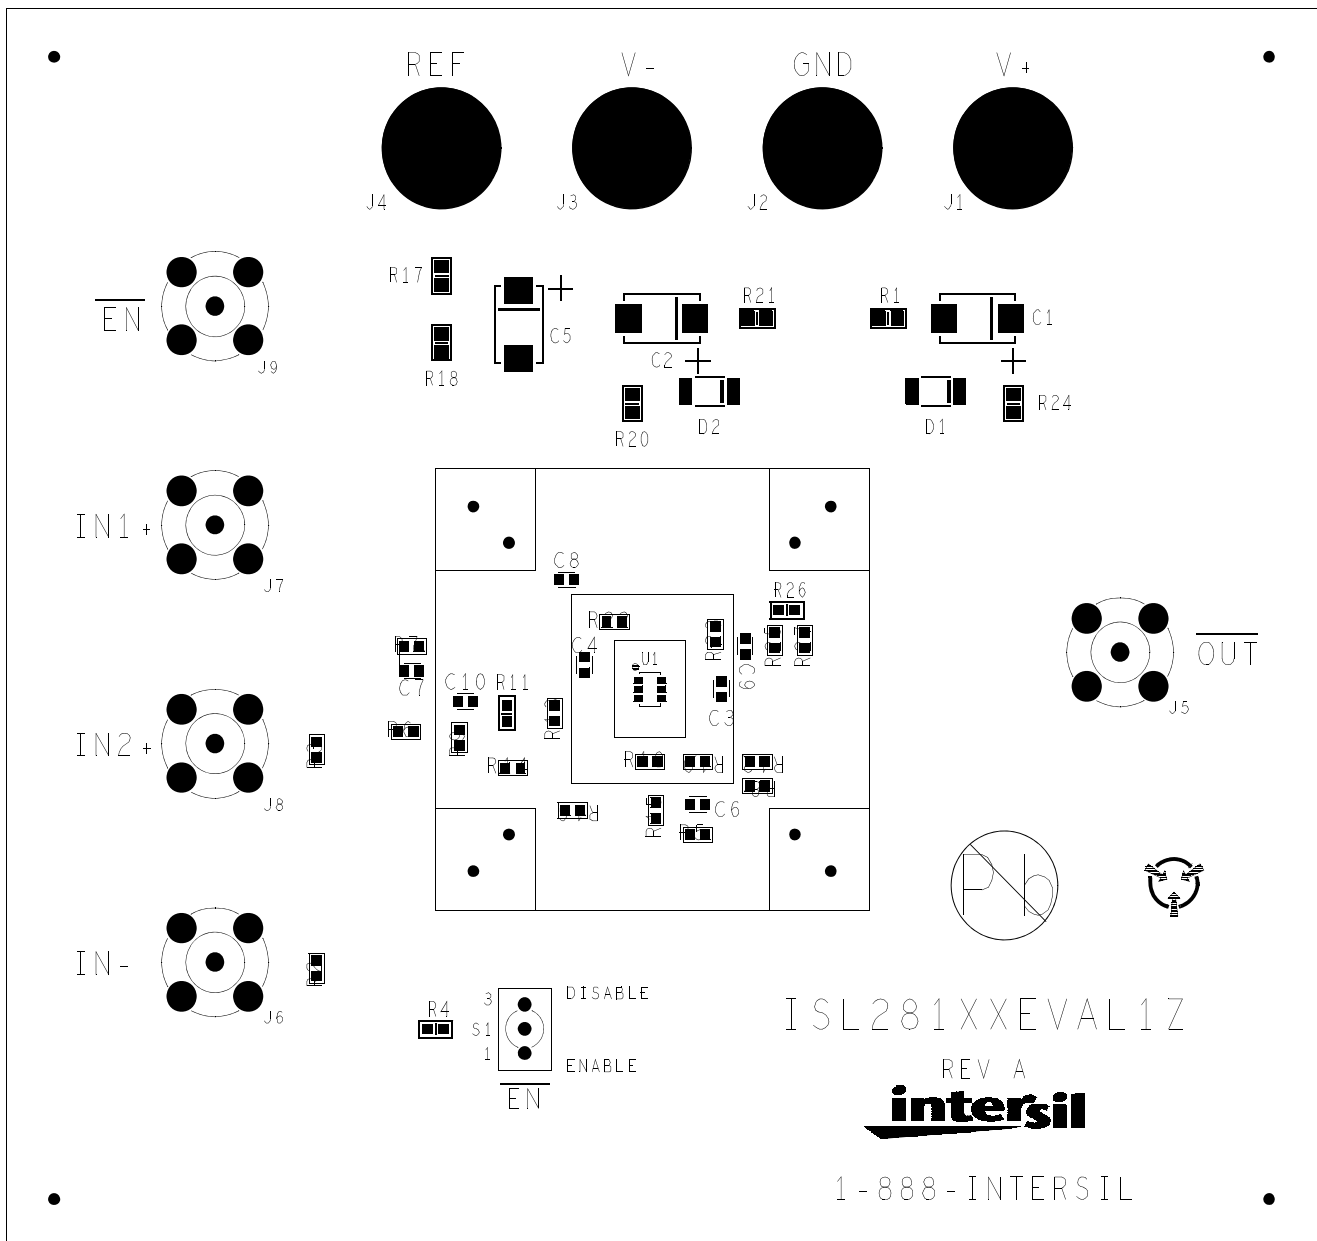 REF
V-
GND
V+
J4
J3
J2
J1
R17
R21
R1
EN
C5
C1
C2
J9
R18
R24
D2
D1
R20
IN1+
C8
J7
R26
C4
U1
OUT
C9
C7
C10
R11
J5
C3
IN2+
J8
C6
Pb
IN-
J6
3
DISABLE
R4
S1
1
ENABLE
EN
ISL281XXEVAL1Z
REV A
intersil
1-888-INTERSIL